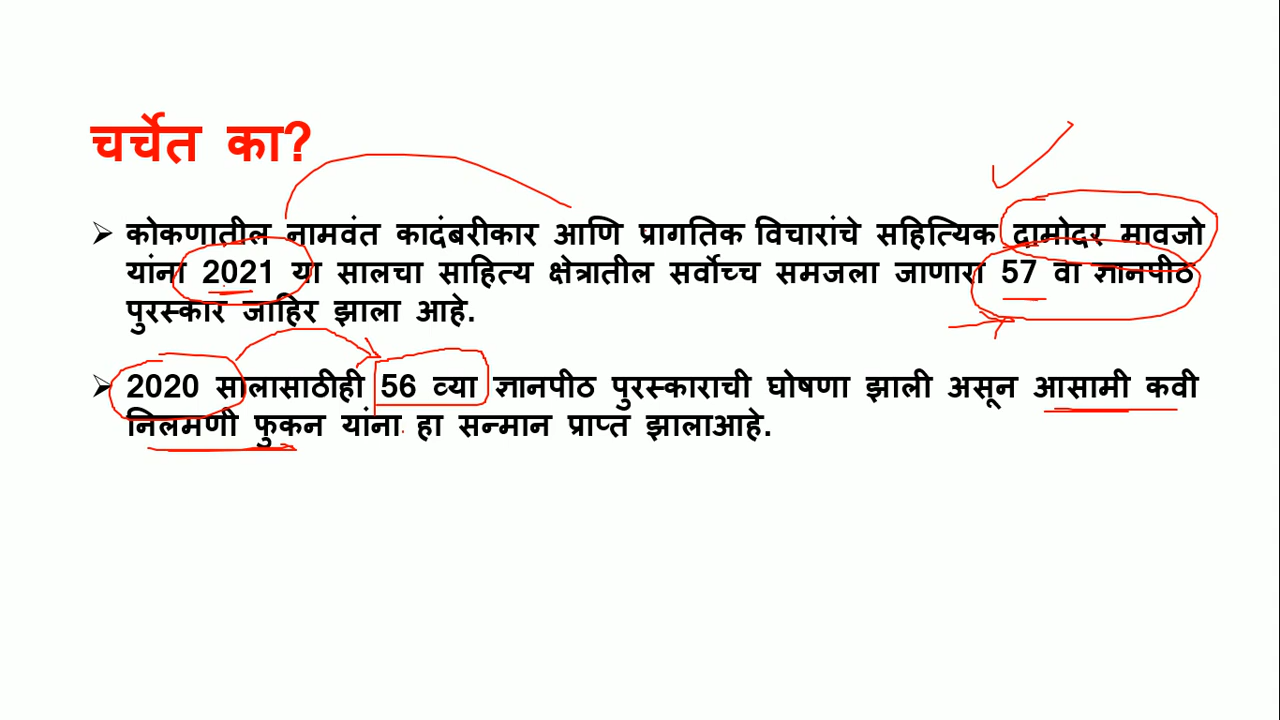 चर्चेत का?
कोकणातील नामवंत कादंबरीकार आणि प्रागतिक विचारांचे सहित्यिक दामोदर मावजो
यांना 2021 या सालचा साहित्य क्षेत्रातील सर्वोच्च समजला जाणारा 57 वा ज्ञानपीठ
पुरस्कार जाहिर झाला आहे.
2020 सालासाठीही 56 व्या ज्ञानपीठ पुरस्काराची घोषणा झाली असून आसामी कवी
निलमणी फुकन यांना हा सन्मान प्राप्त झालाआहे.